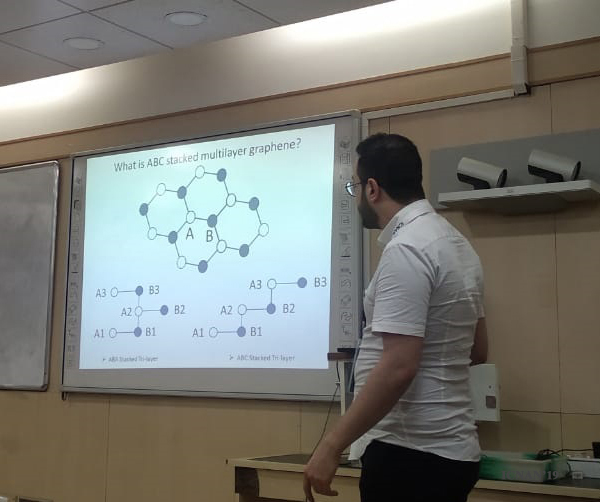 What is ABC stacked multilayer graphene?
A B
A3 B3
A2 B2
A1 B1
ABA Stacked Tri-layer
A3 B3
A2 B2
A1 B1
ABC Stacked Tri-layer